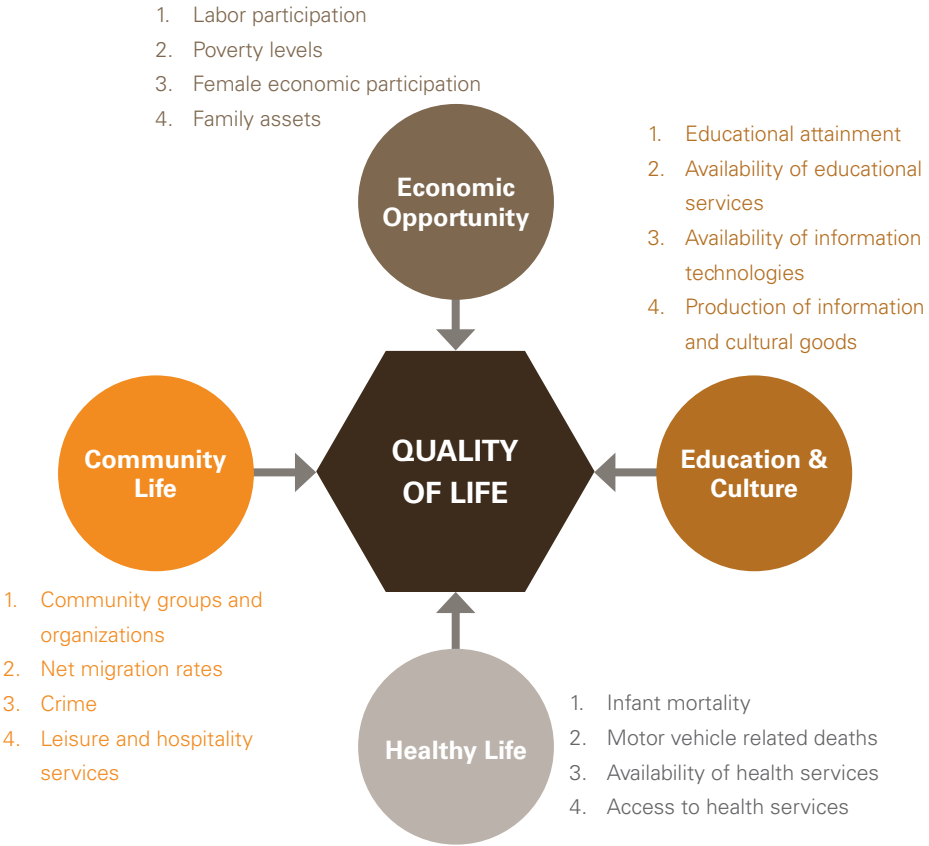 1. Labor participation
2. Poverty levels
3. Female economic participation
4. Family assets
Economic
Opportunity
1. Educational attainment
2. Availability of educational
services
3. Availability of information
technologies
4. Production of information
and cultural goods
Community
Life
QUALITY
OF LIFE
Education &
Culture
1. Community groups and
organizations
2. Net migration rates
3. Crime
4. Leisure and hospitality
services
Healthy Life
1. Infant mortality
2. Motor vehicle related deaths
3. Availability of health services
4. Access to health services